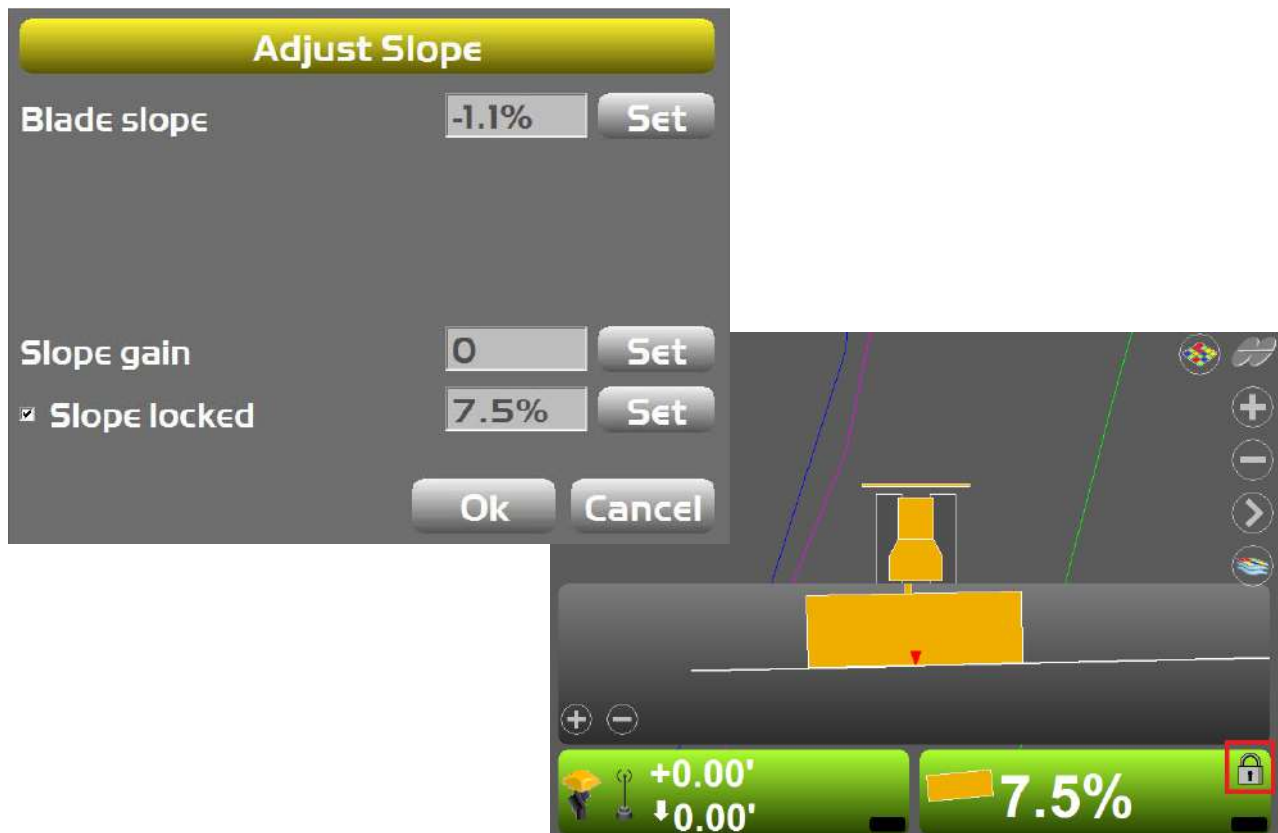 Adjust Slope
Blade slope -1.1% Set
Slope gain 0 Set
Slope locked 7.5% Set
Ok Cancel
+0.00'
0.00'
7.5%